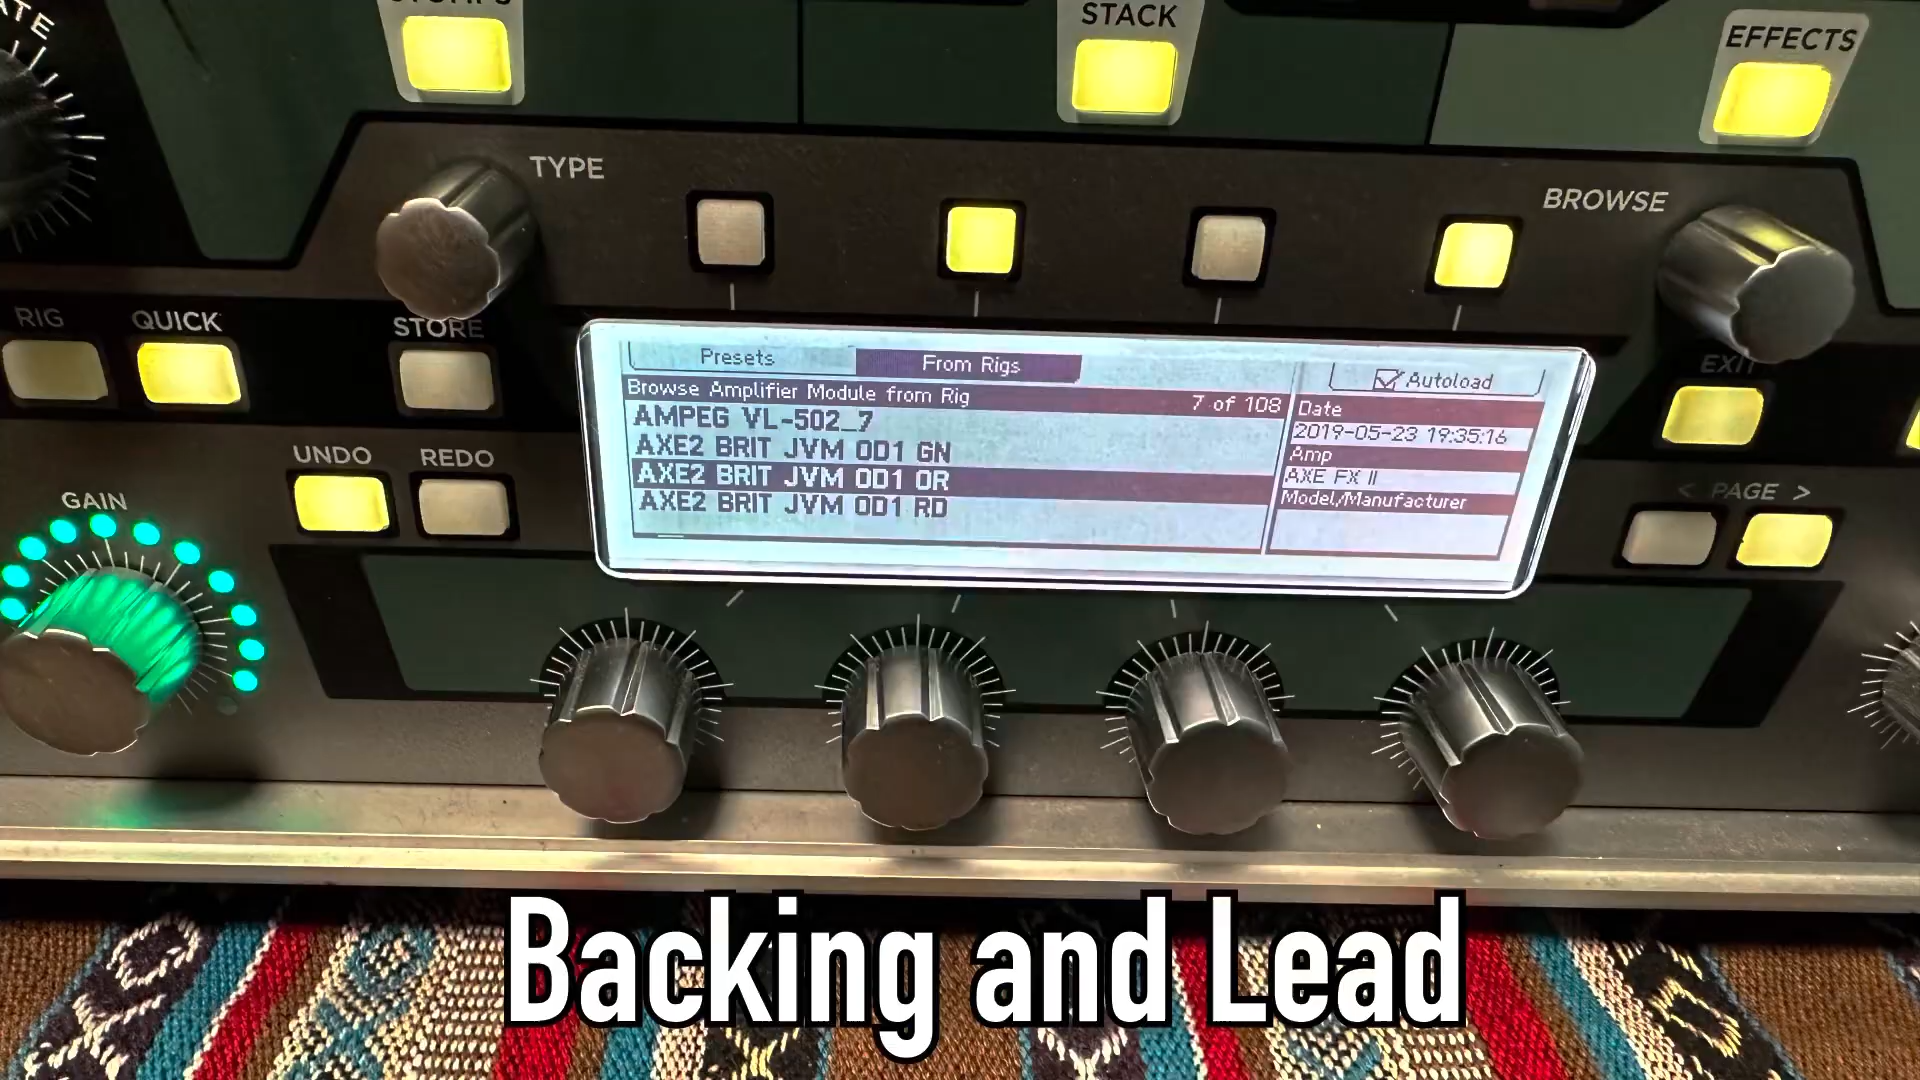 STACK
EFFECTS
TYPE
BROWSE
RIG
QUICK
STORE
EXIT
Presets
From Rigs
Autoload
Browse Amplifier Module from Rig
7 of 108
AMPEG VL-502_7
AXE2 BRIT JVM OD1 GN
AXE2 BRIT JVM OD1 OR
AXE2 BRIT JVM OD1 RD
Date
2019-05-23 19:35:16
Amp
AXE FX II
Model/Manufacturer
UNDO
REDO
GAIN
< PAGE >
Backing and Lead